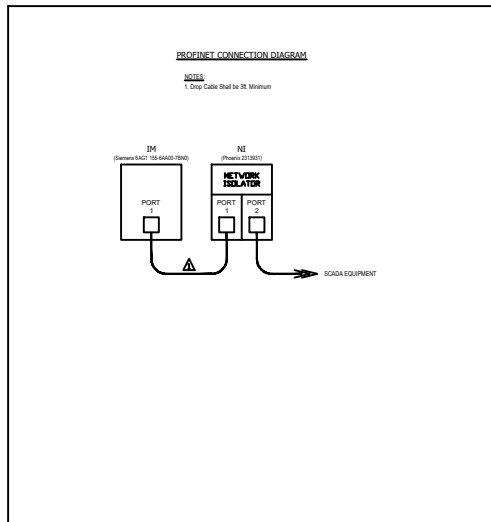 PROFINET CONNECTION DIAGRAM
NOTES:
1. Drop Cable Shall be 3ft. Minimum
IM
(Siemens 6AG1 155-6AA00-7BN0)
PORT
1
NI
(Phoenix 2313931)
NETWORK
ISOLATOR
PORT
1
PORT
2
1
SCADA EQUIPMENT